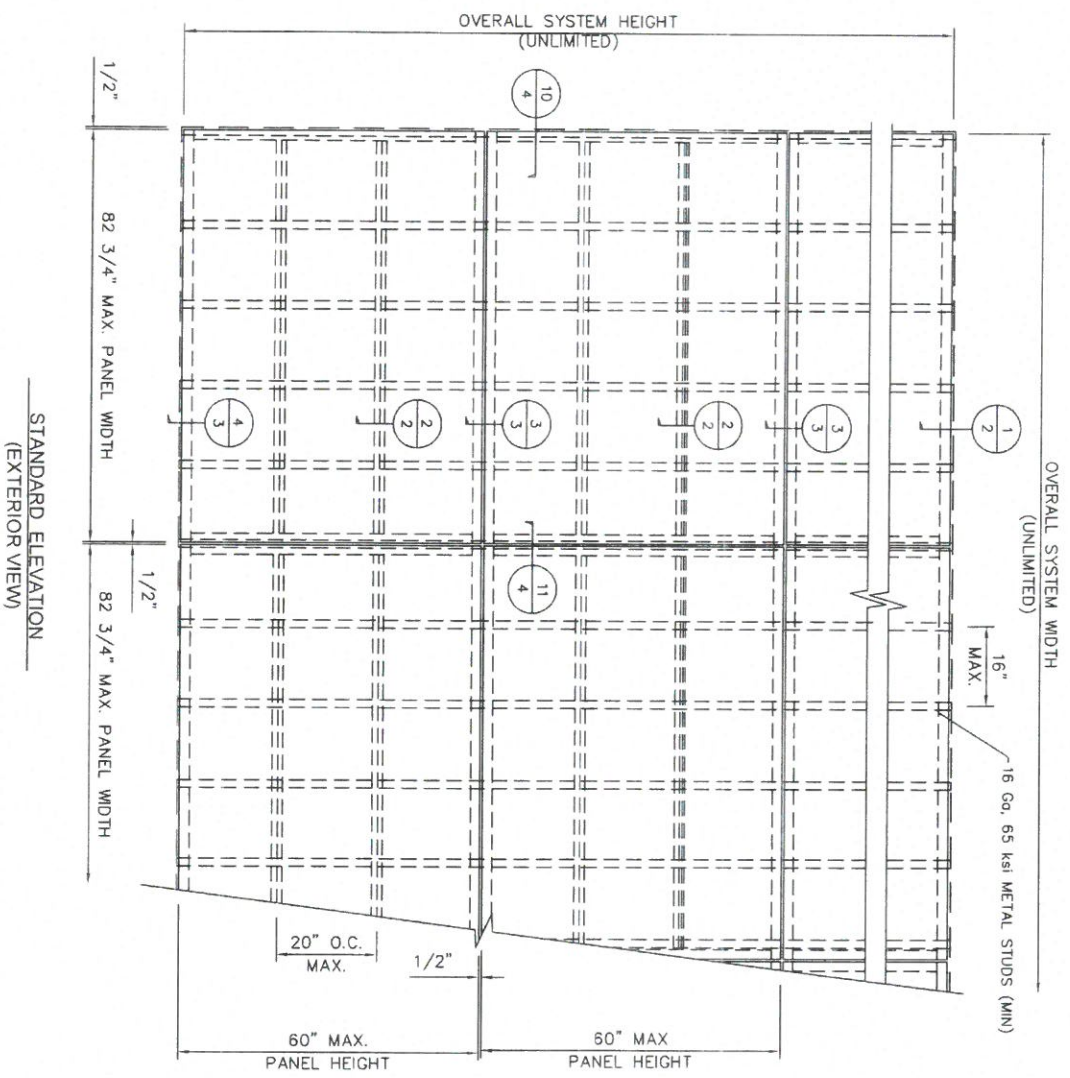 OVERALL SYSTEM HEIGHT
(UNLIMITED)
OVERALL SYSTEM WIDTH
(UNLIMITED)
1/2"
82 3/4" MAX. PANEL WIDTH
1/2"
82 3/4" MAX. PANEL WIDTH
10
4
4
3
2
2
3
3
2
2
3
3
1
2
11
4
16"
MAX.
16 Ga, 65 ksi METAL STUDS (MIN)
20" O.C.
MAX.
1/2"
60" MAX.
PANEL HEIGHT
60" MAX
PANEL HEIGHT
STANDARD ELEVATION
(EXTERIOR VIEW)